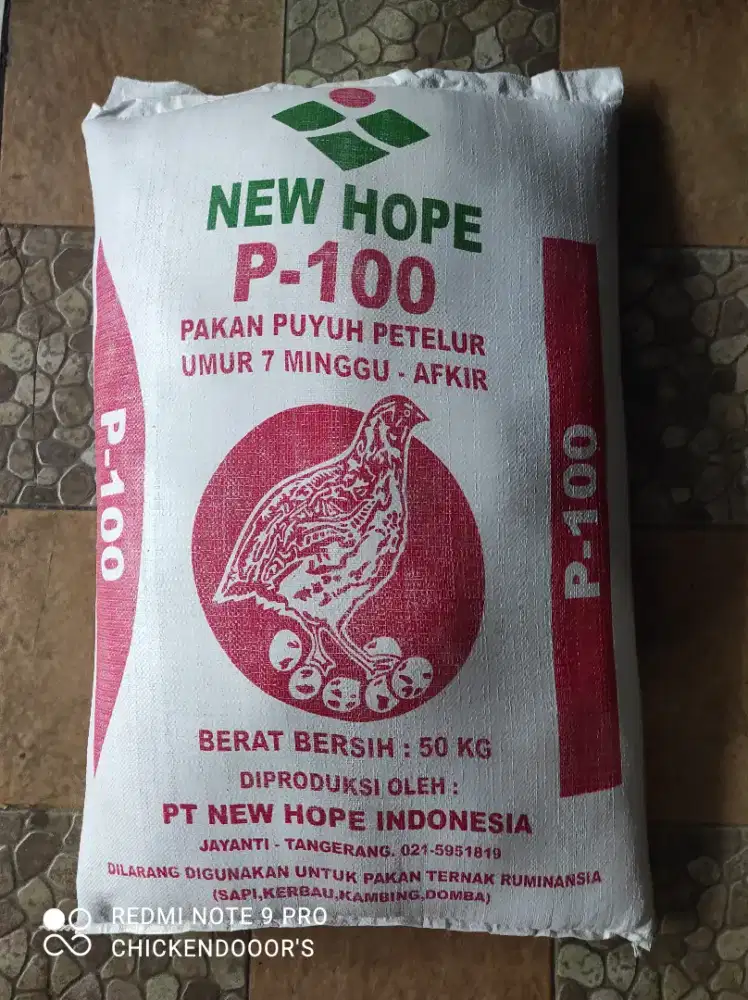 NEW HOPE
P-100
PAKAN PUYUH PETELUR
UMUR 7 MINGGU - AFKIR
P-100
P-100
BERAT BERSIH : 50 KG
DIPRODUKSI OLEH :
PT NEW HOPE INDONESIA
JAYANTI - TANGERANG. 021-5951819
DILARANG DIGUNAKAN UNTUK PAKAN TERNAK RUMINANSIA
(SAPI,KERBAU,KAMBING,DOMBA)
REDMI NOTE 9 PRO
CHICKENDOOOR'S